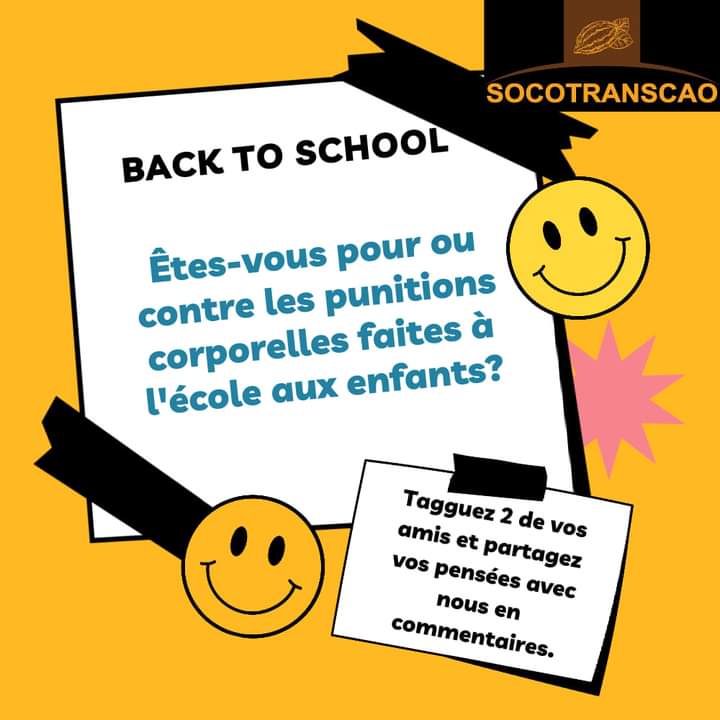 SOCOTRANSCAO
BACK TO SCHOOL
Êtes-vous pour ou
contre les punitions
corporelles faites à
l'école aux enfants?
Tagguez 2 de vos
amis et partagez
vos pensées avec
nous en
commentaires.